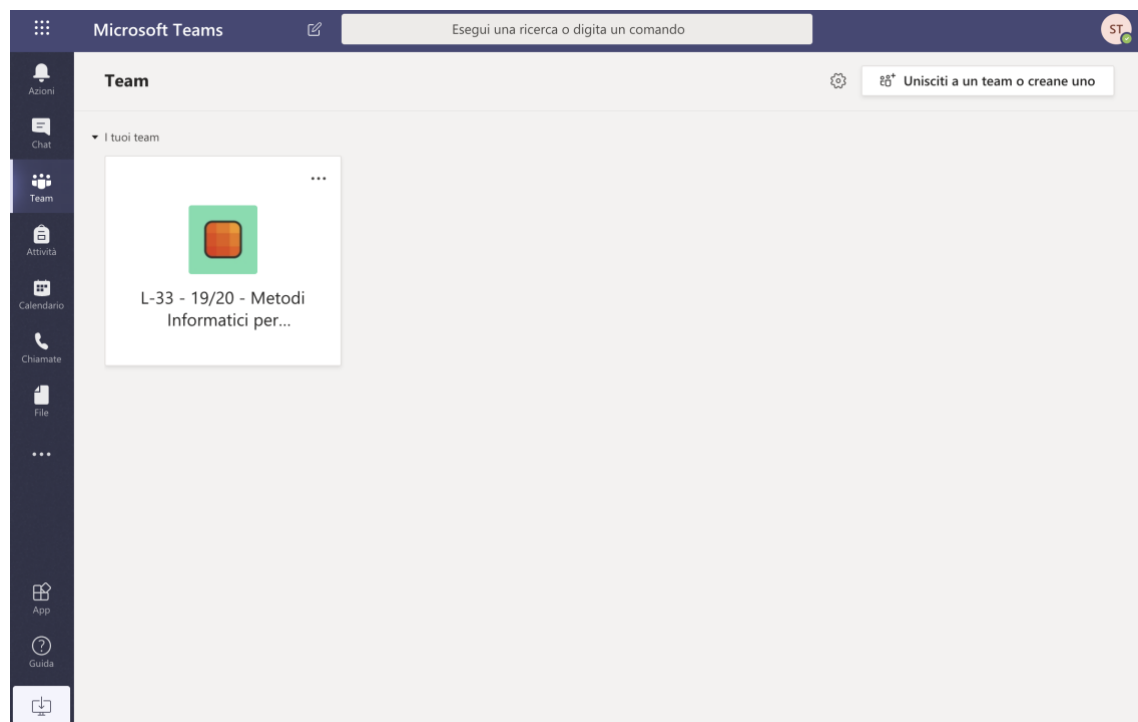 Microsoft Teams
Esegui una ricerca o digita un comando
ST
Azioni
Chat
Team
Attività
Calendario
Chiamate
File
App
Guida
Team
Unisciti a un team o creane uno
I tuoi team
L-33 - 19/20 - Metodi
Informatici per...